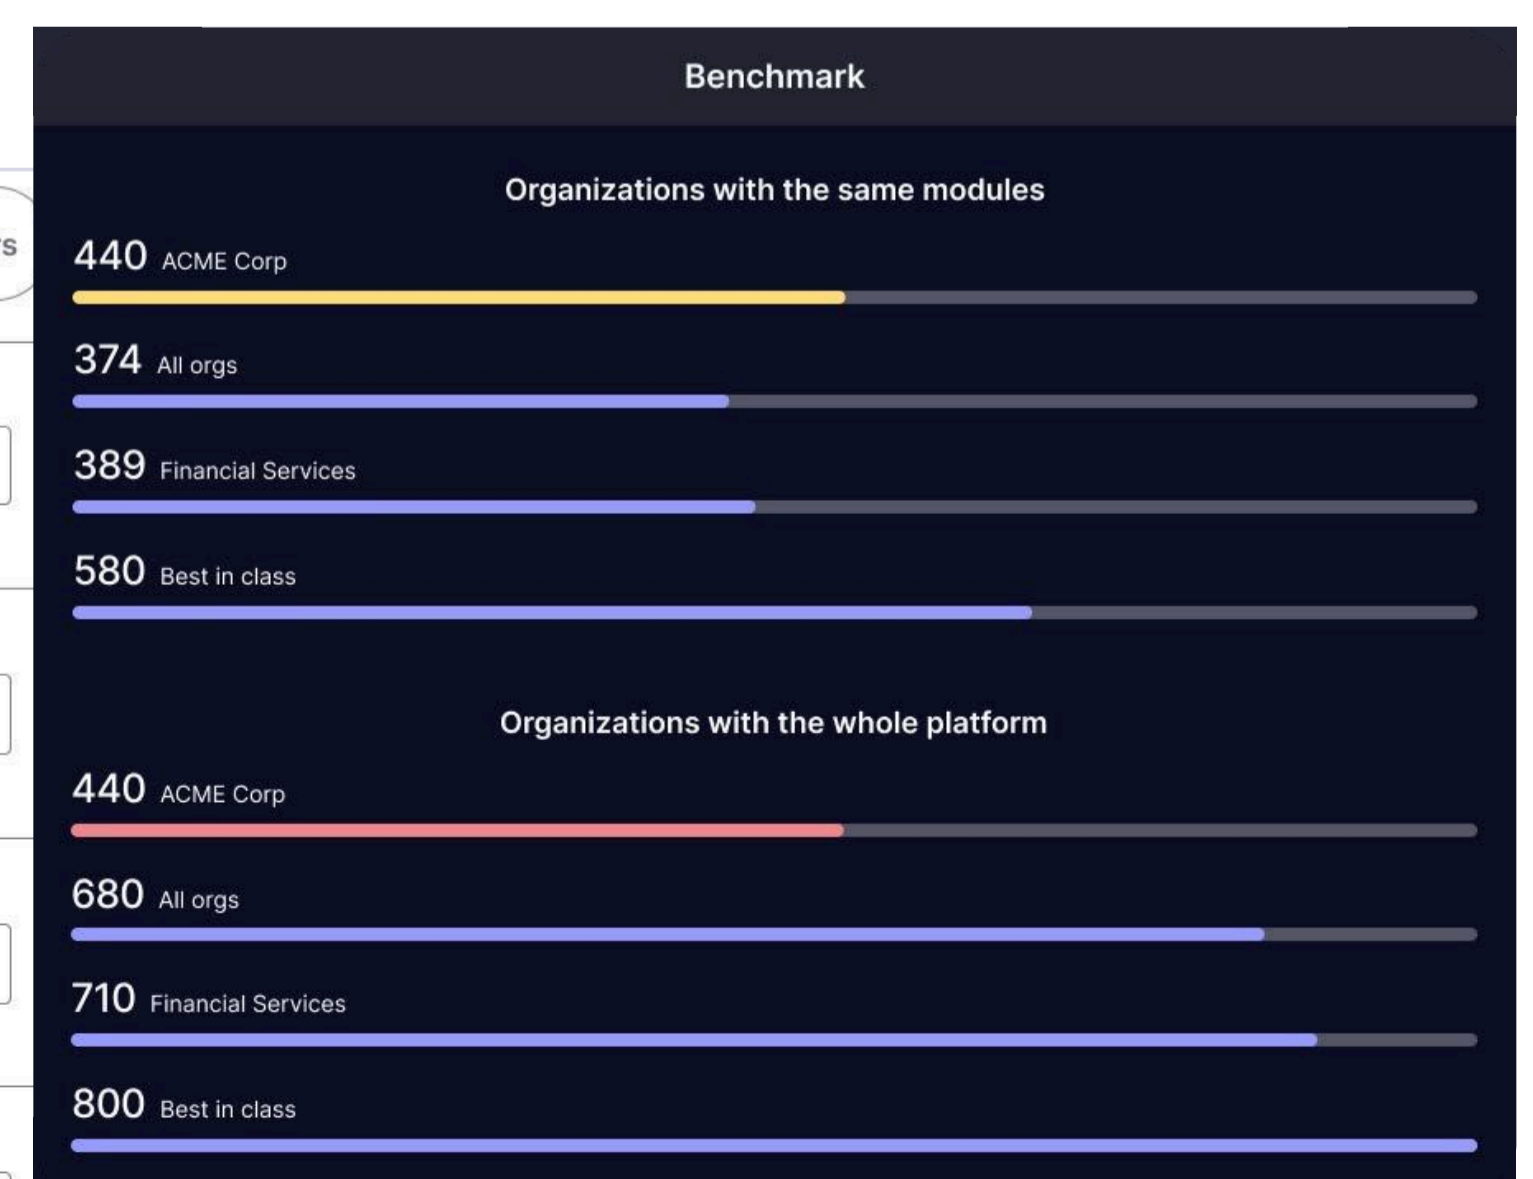 Benchmark
Organizations with the same modules
440 ACME Corp
374 All orgs
389 Financial Services
580 Best in class
Organizations with the whole platform
440 ACME Corp
680 All orgs
710 Financial Services
800 Best in class